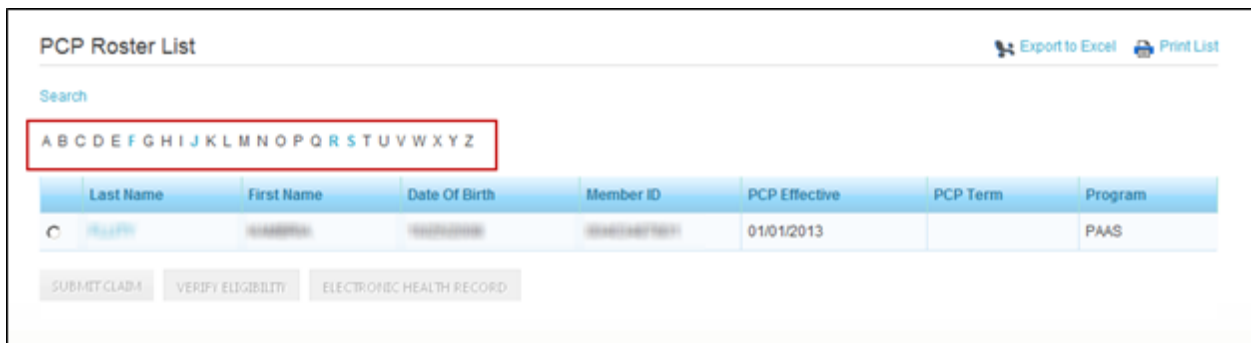 PCP Roster List
Export to Excel Print List
Search
A B C D E F G H I J K L M N O P Q R S T U V W X Y Z
Last Name First Name Date Of Birth Member ID PCP Effective PCP Term Program
01/01/2013 PAAS
SUBMIT CLAIM VERIFY ELIGIBILITY ELECTRONIC HEALTH RECORD